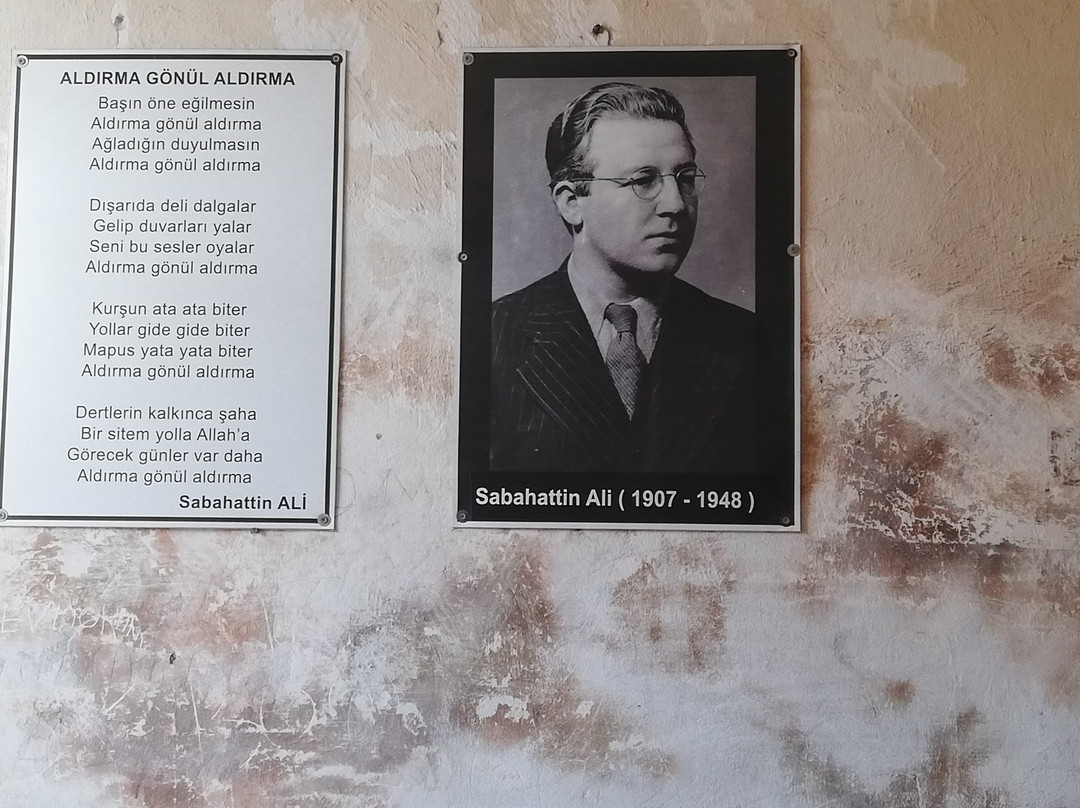 ALDIRMA GÖNÜL ALDIRMA
Başın öne eğilmesin
Aldırma gönül aldırma
Ağladığın duyulmasın
Aldırma gönül aldırma
Dışarıda deli dalgalar
Gelip duvarları yalar
Seni bu sesler oyalar
Aldırma gönül aldırma
Kurşun ata ata biter
Yollar gide gide biter
Mapus yata yata biter
Aldırma gönül aldırma
Dertlerin kalkınca şaha
Bir sitem yolla Allah'a
Görecek günler var daha
Aldırma gönül aldırma
Sabahattin ALİ
Sabahattin Ali ( 1907 - 1948 )